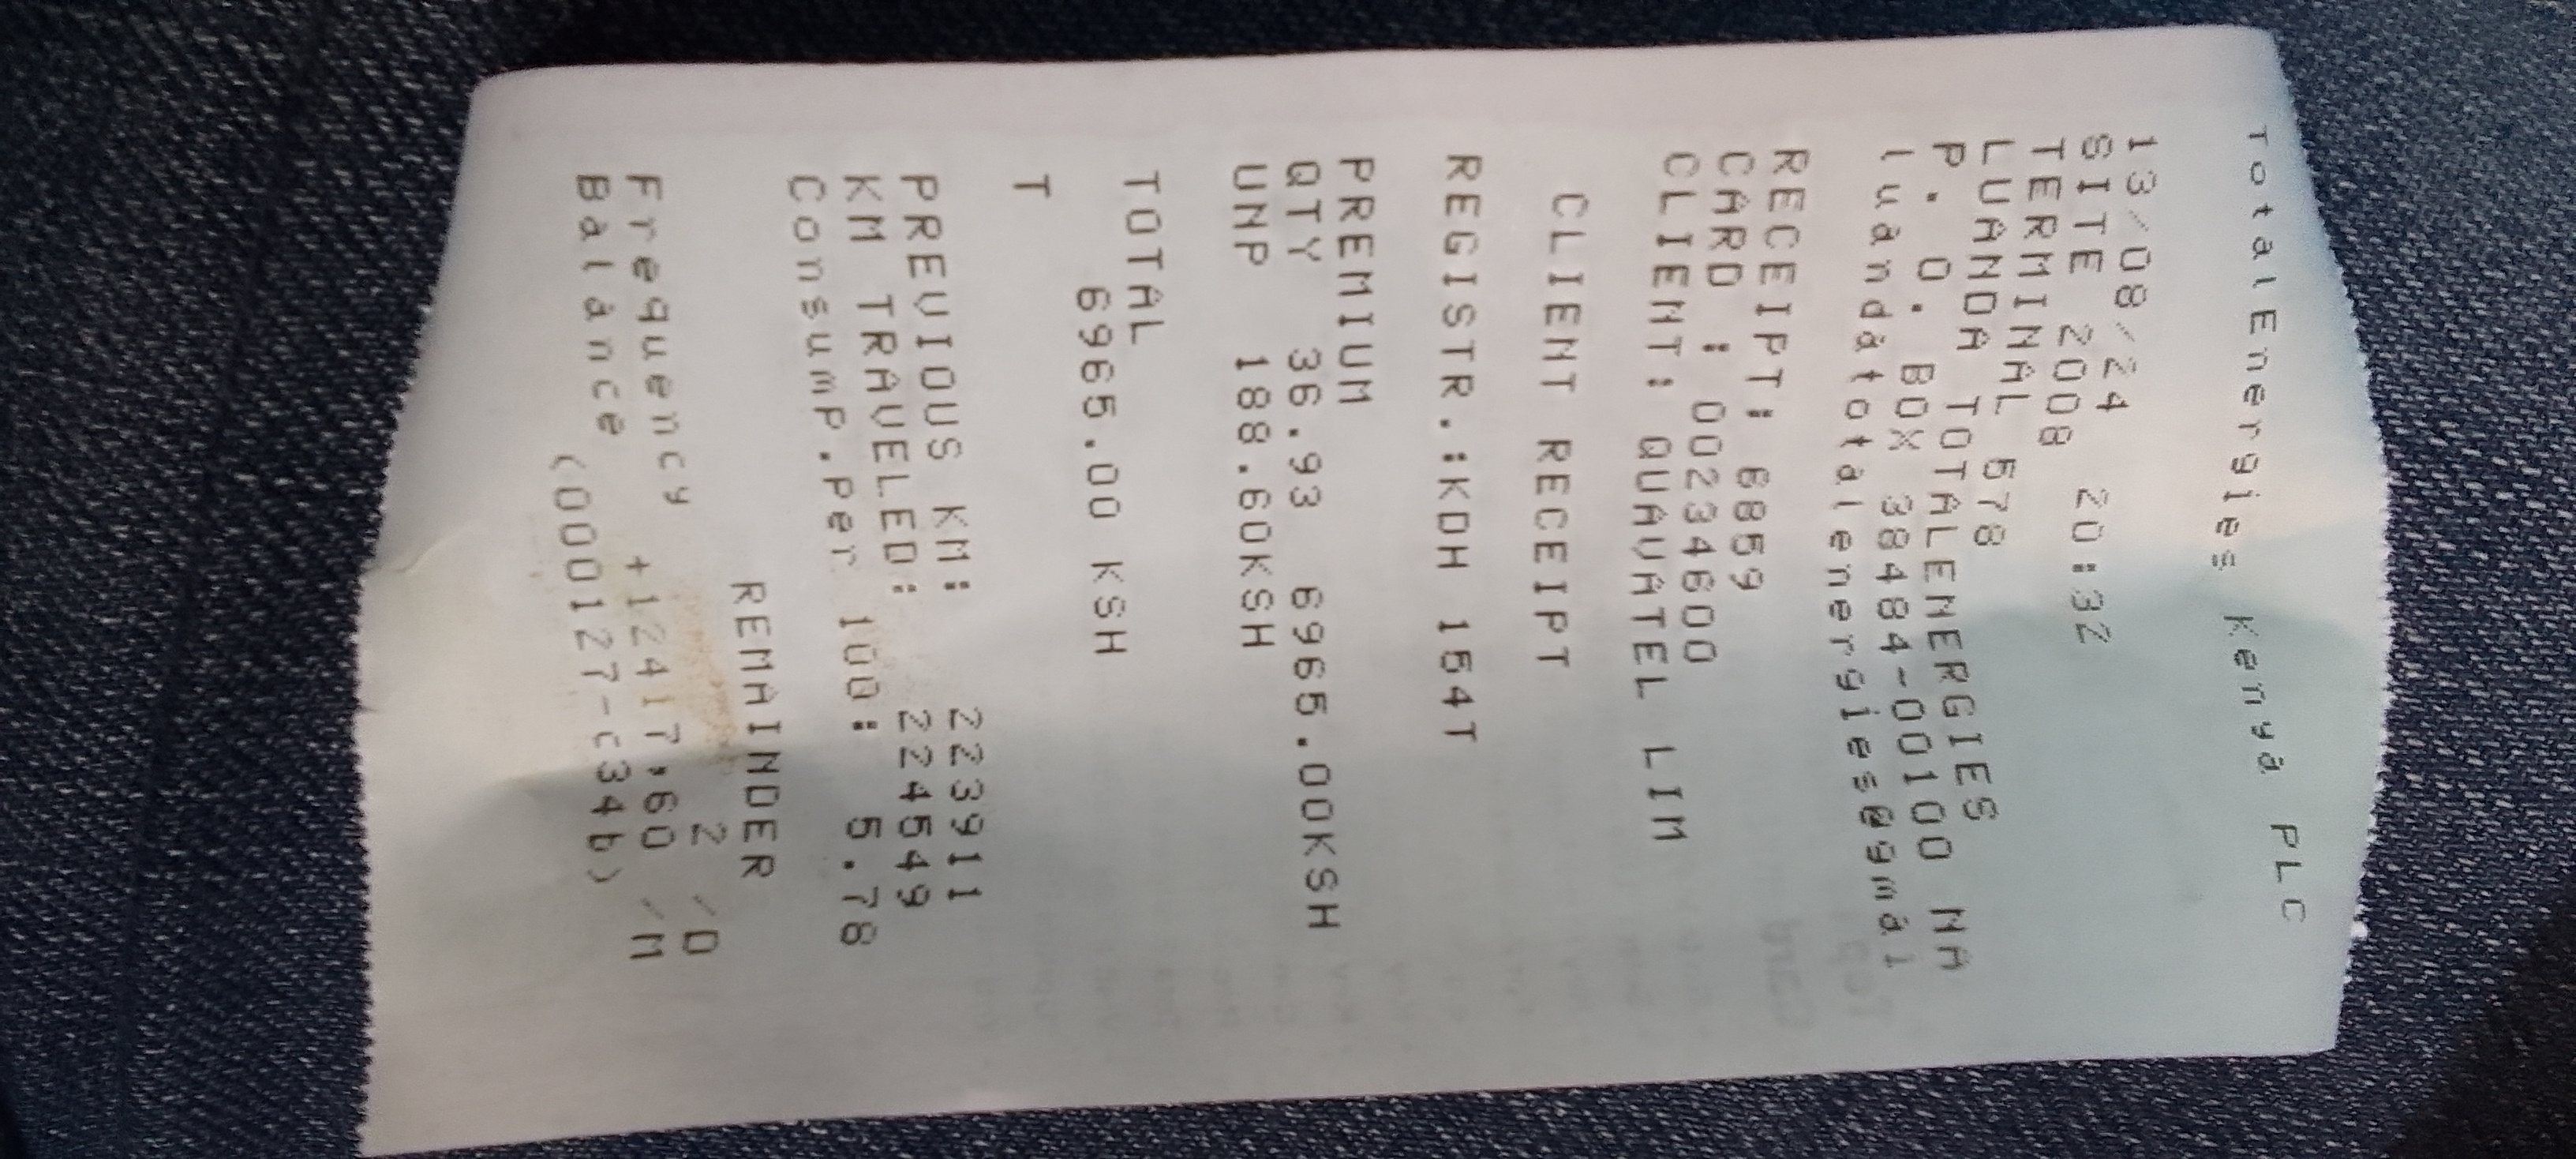 TotalEnergies Kenya PLC
13/08/24 20:32
SITE 2008
TERMINAL 578
LUANDA TOTALENERGIES
P. O. BOX 38484-00100 NA
luandatotalenergies@gmai
RECEIPT: 6859
CARD : 00234600
CLIENT: QUAVATEL LIM
CLIENT RECEIPT
REGISTR.:KDH 154T
PREMIUM
QTY 36.93 6965.00KSH
UNP 188.60KSH
TOTAL
6965.00 KSH
T
PREVIOUS KM: 223911
KM TRAVELED: 224549
Consump.Per 100: 5.78
REMAINDER
Frequency 2 /D
Balance +12417.60 /M
(000127-c34b)